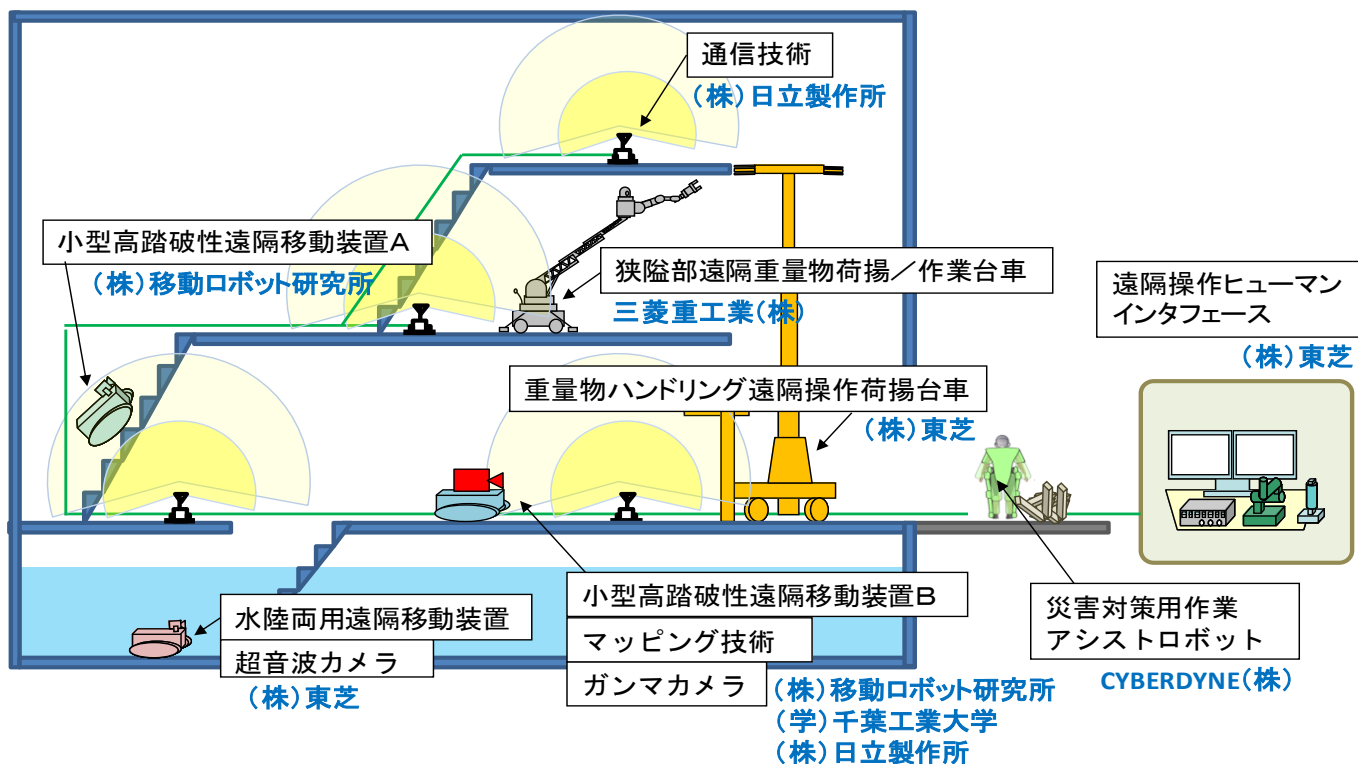 通信技術
（株）日立製作所
小型高踏破性遠隔移動装置A
（株）移動ロボット研究所
狭隘部遠隔重量物荷揚／作業台車
三菱重工業（株）
遠隔操作ヒューマン
インタフェース
（株）東芝
重量物ハンドリング遠隔操作荷揚台車
（株）東芝
水陸両用遠隔移動装置
超音波カメラ
（株）東芝
小型高踏破性遠隔移動装置B
マッピング技術
ガンマカメラ
（株）移動ロボット研究所
（学）千葉工業大学
（株）日立製作所
災害対策用作業
アシストロボット
CYBERDYNE（株）